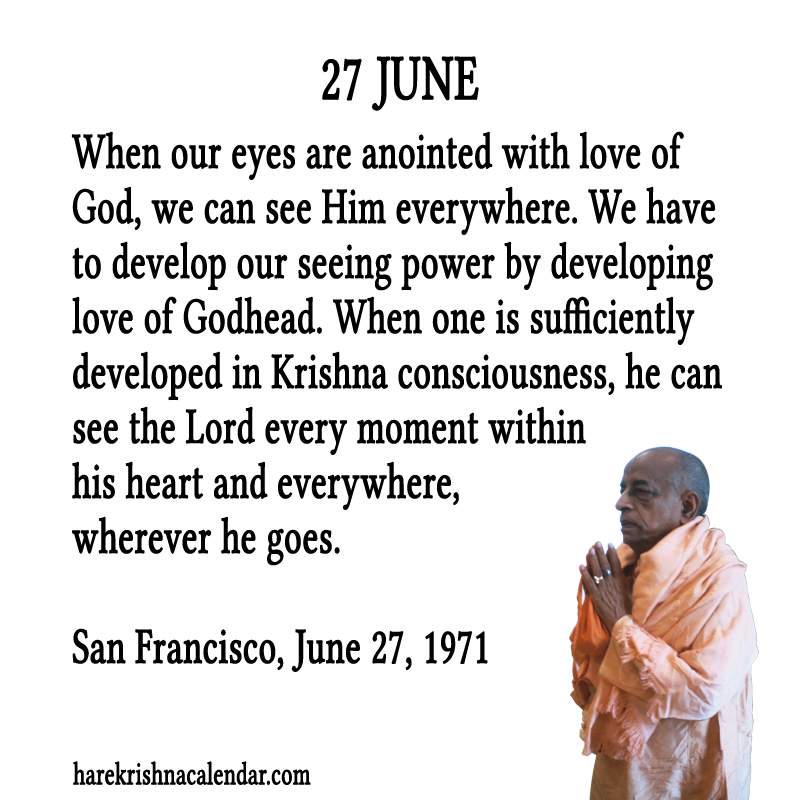 27 JUNE
When our eyes are anointed with love of
God, we can see Him everywhere. We have
to develop our seeing power by developing
love of Godhead. When one is sufficiently
developed in Krishna consciousness, he can
see the Lord every moment within
his heart and everywhere,
wherever he goes.
San Francisco, June 27, 1971
harekrishnacalendar.com